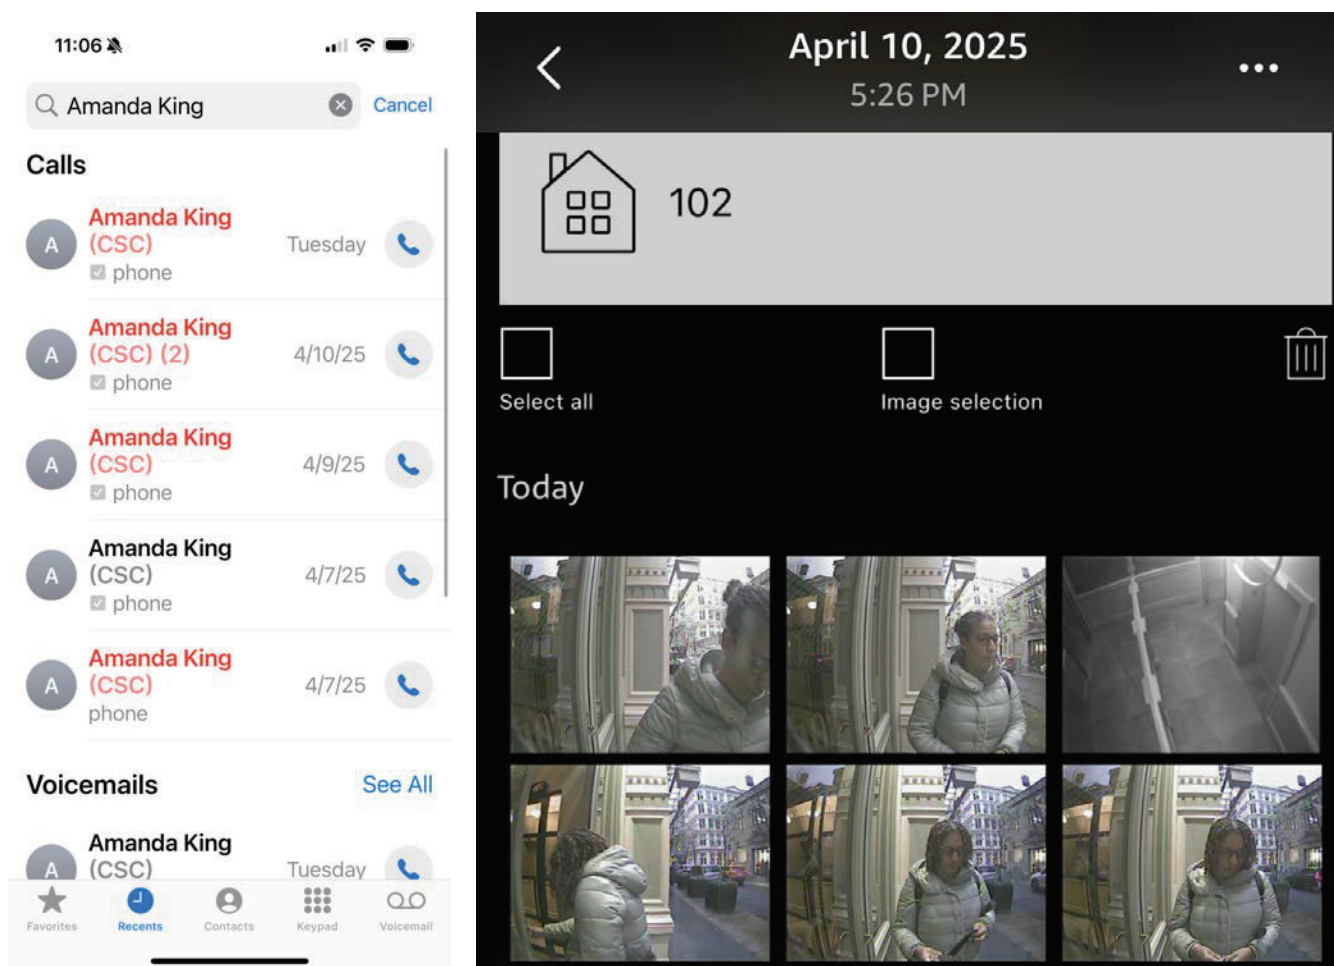 11:06
Amanda King
Cancel
Calls
Amanda King
(CSC)
Tuesday
phone
Amanda King
(CSC) (2)
4/10/25
phone
Amanda King
(CSC)
4/9/25
phone
Amanda King
(CSC)
4/7/25
phone
Amanda King
(CSC)
4/7/25
phone
Voicemails
See All
Amanda King
(CSC)
Tuesday
Favorites
Recents
Contacts
Keypad
Voicemail
April 10, 2025
5:26 PM
102
Select all
Image selection
Today
A
A
A
A
A
A